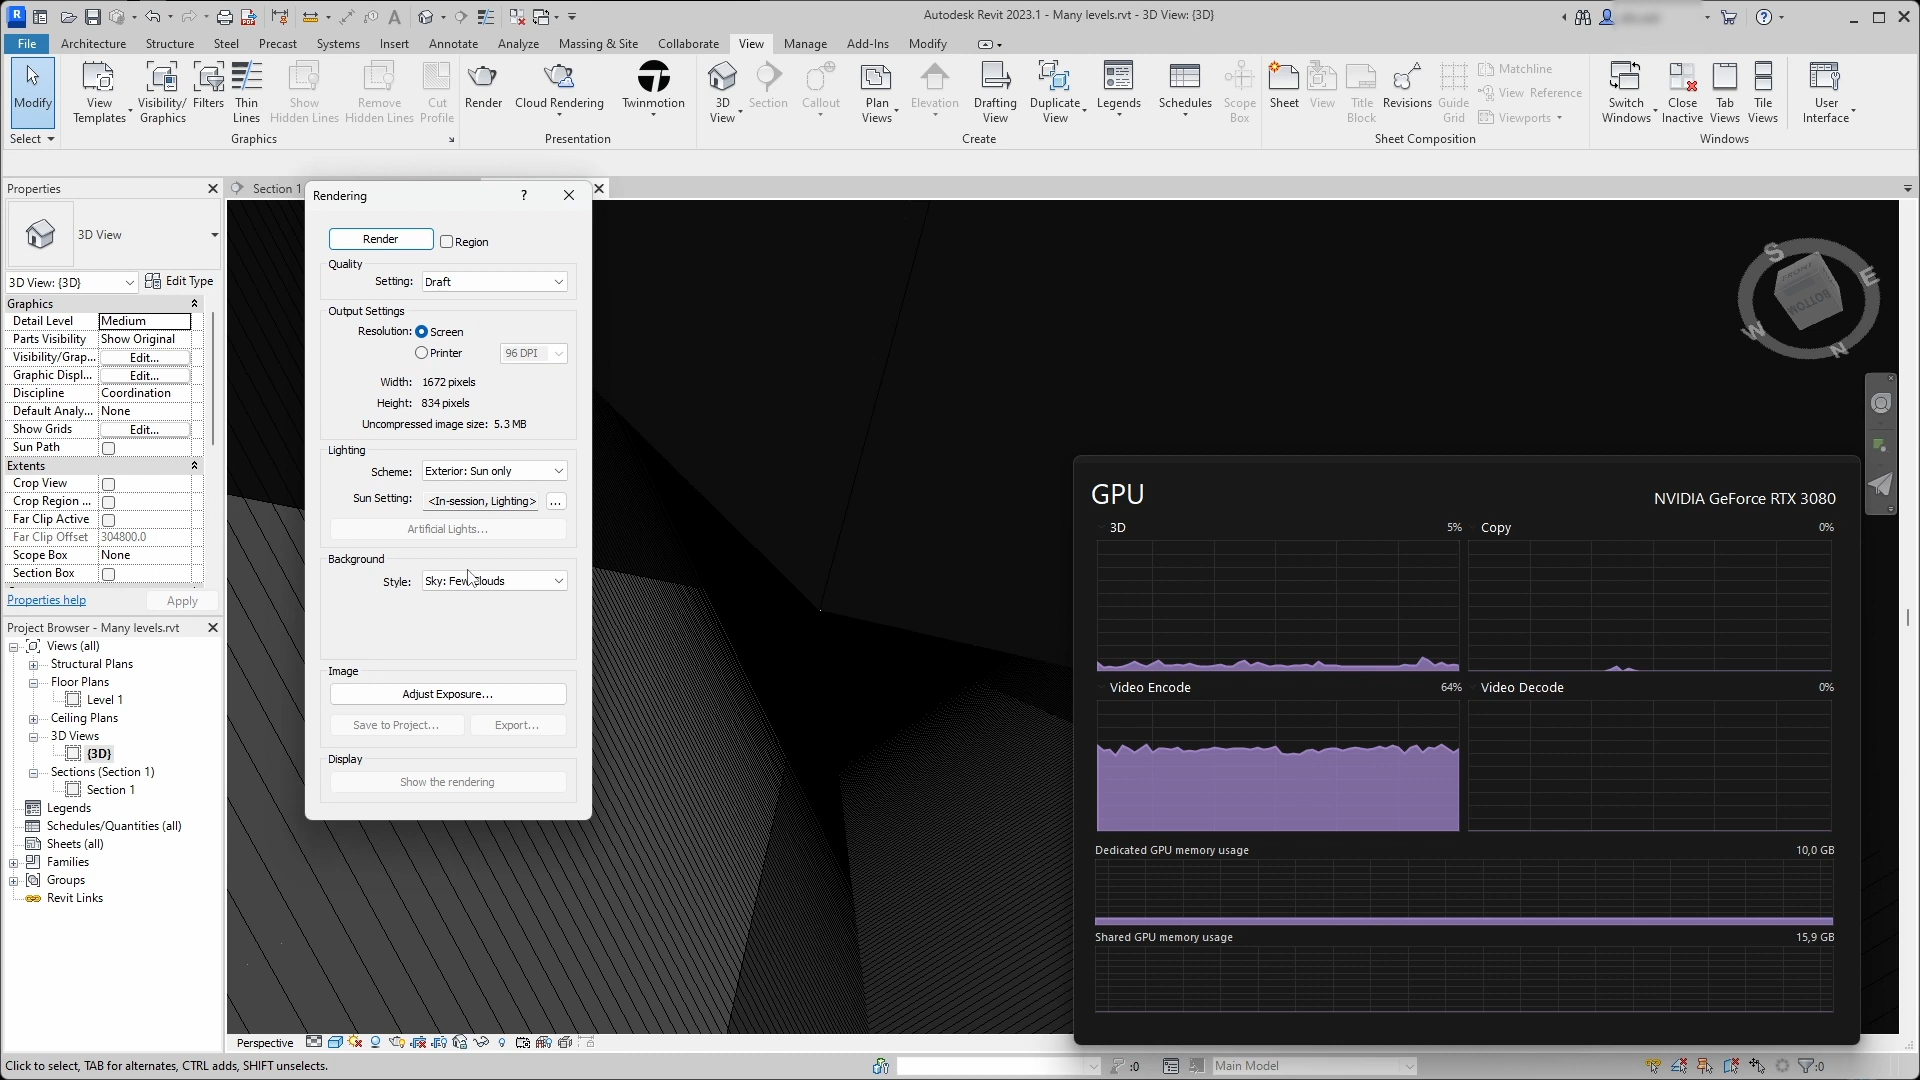 Autodesk Revit 2023.1 - Many levels.rvt - 3D View: {3D}
File Architecture Structure Steel Precast Systems Insert Annotate Analyze Massing & Site Collaborate View Manage Add-Ins Modify
Modify
View Templates
Visibility/ Graphics
Filters
Thin Lines
Show Hidden Lines
Remove Hidden Lines
Cut Profile
Render
Cloud Rendering
Twinmotion
3D View
Section
Callout
Plan Views
Elevation
Drafting View
Duplicate View
Legends
Schedules
Scope Box
Sheet
View
Title Block
Revisions
Guide Grid
Matchline
View Reference
Viewports
Switch Windows
Close Inactive
Tab Views
Tile Views
User Interface
Select Graphics Presentation Create Sheet Composition Windows
Properties
3D View
3D View: {3D} Edit Type
Graphics
Detail Level Medium
Parts Visibility Show Original
Visibility/Grap... Edit...
Graphic Displ... Edit...
Discipline Coordination
Default Analy... None
Show Grids Edit...
Sun Path
Extents
Crop View
Crop Region ...
Far Clip Active
Far Clip Offset 304800.0
Scope Box None
Section Box
Properties help Apply
Project Browser - Many levels.rvt
Views (all)
Structural Plans
Floor Plans
Level 1
Ceiling Plans
3D Views
{3D}
Sections (Section 1)
Section 1
Legends
Schedules/Quantities (all)
Sheets (all)
Families
Groups
Revit Links
Section 1
Rendering ?
Render Region
Quality
Setting: Draft
Output Settings
Resolution: Screen
Printer 96 DPI
Width: 1672 pixels
Height: 834 pixels
Uncompressed image size: 5.3 MB
Lighting
Scheme: Exterior: Sun only
Sun Setting: <In-session, Lighting> ...
Artificial Lights...
Background
Style: Sky: Few Clouds
Image
Adjust Exposure...
Save to Project... Export...
Display
Show the rendering
S
E
W
N
FRONT
BOTTOM
GPU NVIDIA GeForce RTX 3080
3D 5% Copy 0%
Video Encode 64% Video Decode 0%
Dedicated GPU memory usage 10,0 GB
Shared GPU memory usage 15,9 GB
Perspective
Click to select, TAB for alternates, CTRL adds, SHIFT unselects.
:0
Main Model
:0